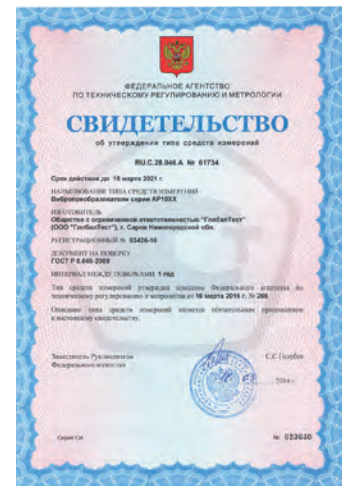 ФЕДЕРАЛЬНОЕ АГЕНТСТВО
ПО ТЕХНИЧЕСКОМУ РЕГУЛИРОВАНИЮ И МЕТРОЛОГИИ
СВИДЕТЕЛЬСТВО
об утверждении типа средств измерений
RU.C.28.046.A № 61734
Срок действия до 16 марта 2021 г.
НАИМЕНОВАНИЕ ТИПА СРЕДСТВ ИЗМЕРЕНИЙ
Вибропреобразователи серии AP10XX
ИЗГОТОВИТЕЛЬ
Общество с ограниченной ответственностью "ГлобалТест"
(ООО "ГлобалТест"), г. Саров Нижегородской обл.
РЕГИСТРАЦИОННЫЙ № 63426-16
ДОКУМЕНТ НА ПОВЕРКУ
ГОСТ Р 8.669-2009
ИНТЕРВАЛ МЕЖДУ ПОВЕРКАМИ 1 год
Тип средств измерений утвержден приказом Федерального агентства по
техническому регулированию и метрологии от 16 марта 2016 г. № 268
Описание типа средств измерений является обязательным приложением
к настоящему свидетельству.
Заместитель Руководителя
Федерального агентства
С.С.Голубев
2016 г.
Серия СИ
№ 023630